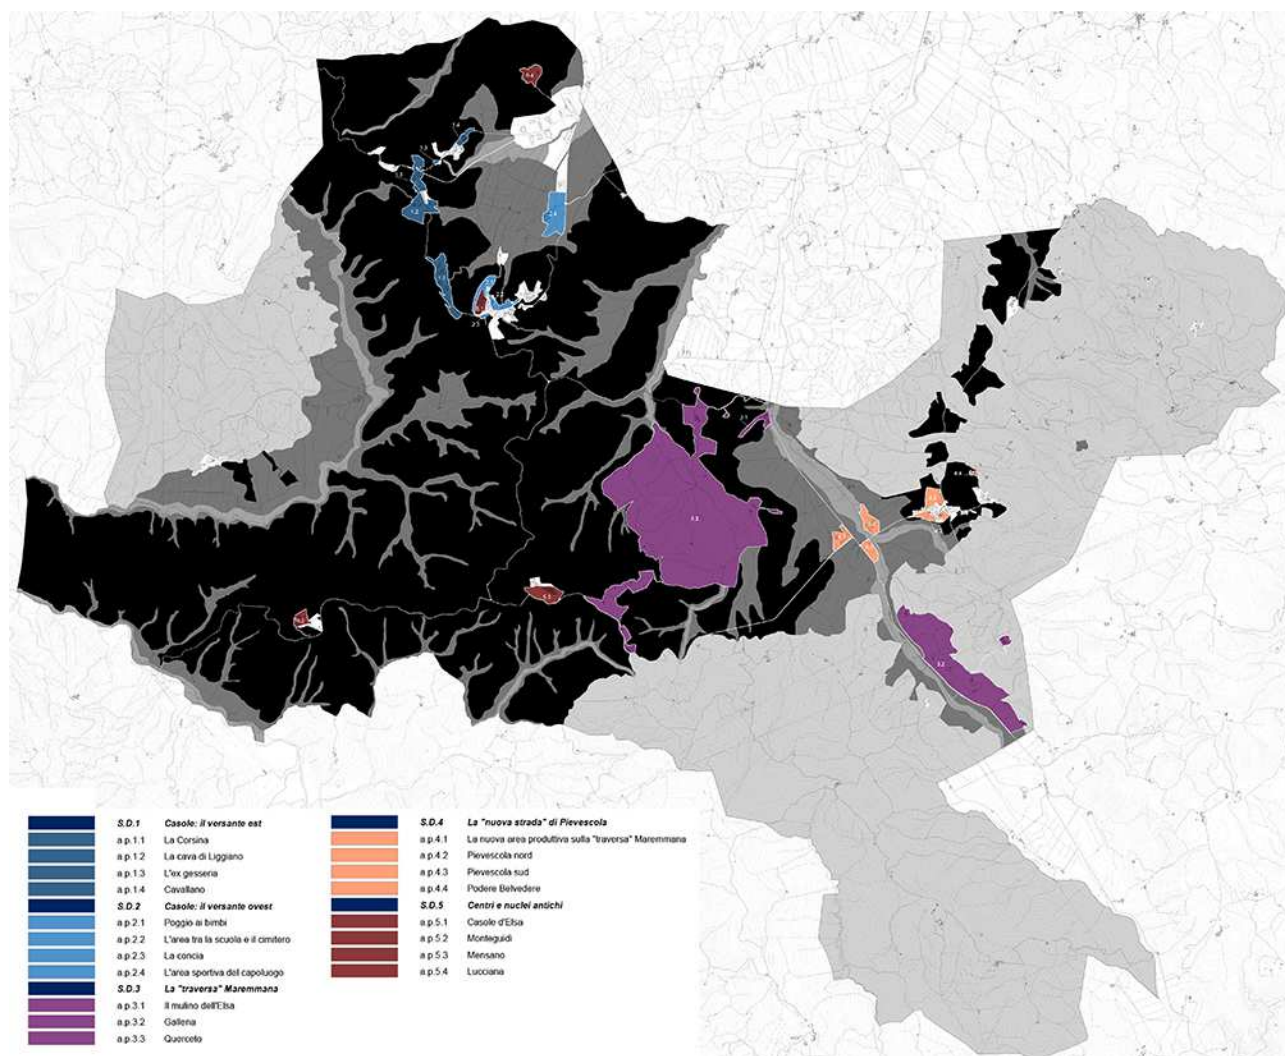 S.D.1 Casole: il versante est
a.p.1.1 La Corsina
a.p.1.2 La cava di Liggiano
a.p.1.3 L'ex gesseria
a.p.1.4 Cavallano
S.D.2 Casole: il versante ovest
a.p.2.1 Poggio ai bimbi
a.p.2.2 L'area tra la scuola e il cimitero
a.p.2.3 La concia
a.p.2.4 L'area sportiva del capoluogo
S.D.3 La "traversa" Maremmana
a.p.3.1 Il mulino dell'Elsa
a.p.3.2 Galleria
a.p.3.3 Querceto
S.D.4 La "nuova strada" di Pievescola
a.p.4.1 La nuova area produttiva sulla "traversa" Maremmana
a.p.4.2 Pievescola nord
a.p.4.3 Pievescola sud
a.p.4.4 Podere Belvedere
S.D.5 Centri e nuclei antichi
a.p.5.1 Casole d'Elsa
a.p.5.2 Monteguidi
a.p.5.3 Mensano
a.p.5.4 Lucciana